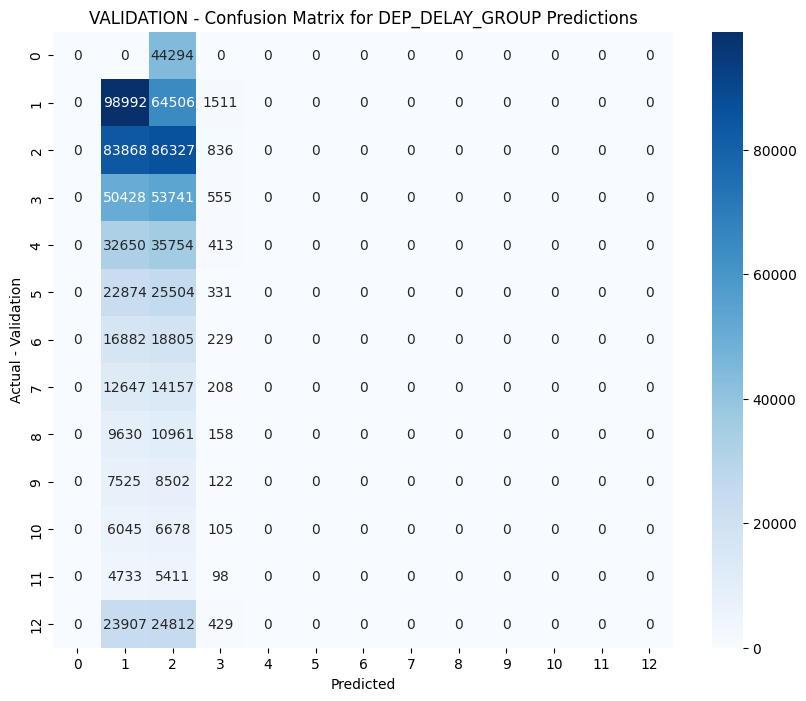 VALIDATION - Confusion Matrix for DEP_DELAY_GROUP Predictions
0 0 0 44294 0 0 0 0 0 0 0 0 0 0
1 0 98992 64506 1511 0 0 0 0 0 0 0 0 0
2 0 83868 86327 836 0 0 0 0 0 0 0 0 0
3 0 50428 53741 555 0 0 0 0 0 0 0 0 0
4 0 32650 35754 413 0 0 0 0 0 0 0 0 0
5 0 22874 25504 331 0 0 0 0 0 0 0 0 0
6 0 16882 18805 229 0 0 0 0 0 0 0 0 0
7 0 12647 14157 208 0 0 0 0 0 0 0 0 0
8 0 9630 10961 158 0 0 0 0 0 0 0 0 0
9 0 7525 8502 122 0 0 0 0 0 0 0 0 0
10 0 6045 6678 105 0 0 0 0 0 0 0 0 0
11 0 4733 5411 98 0 0 0 0 0 0 0 0 0
12 0 23907 24812 429 0 0 0 0 0 0 0 0 0
0 1 2 3 4 5 6 7 8 9 10 11 12
Predicted
Actual - Validation
80000
60000
40000
20000
0